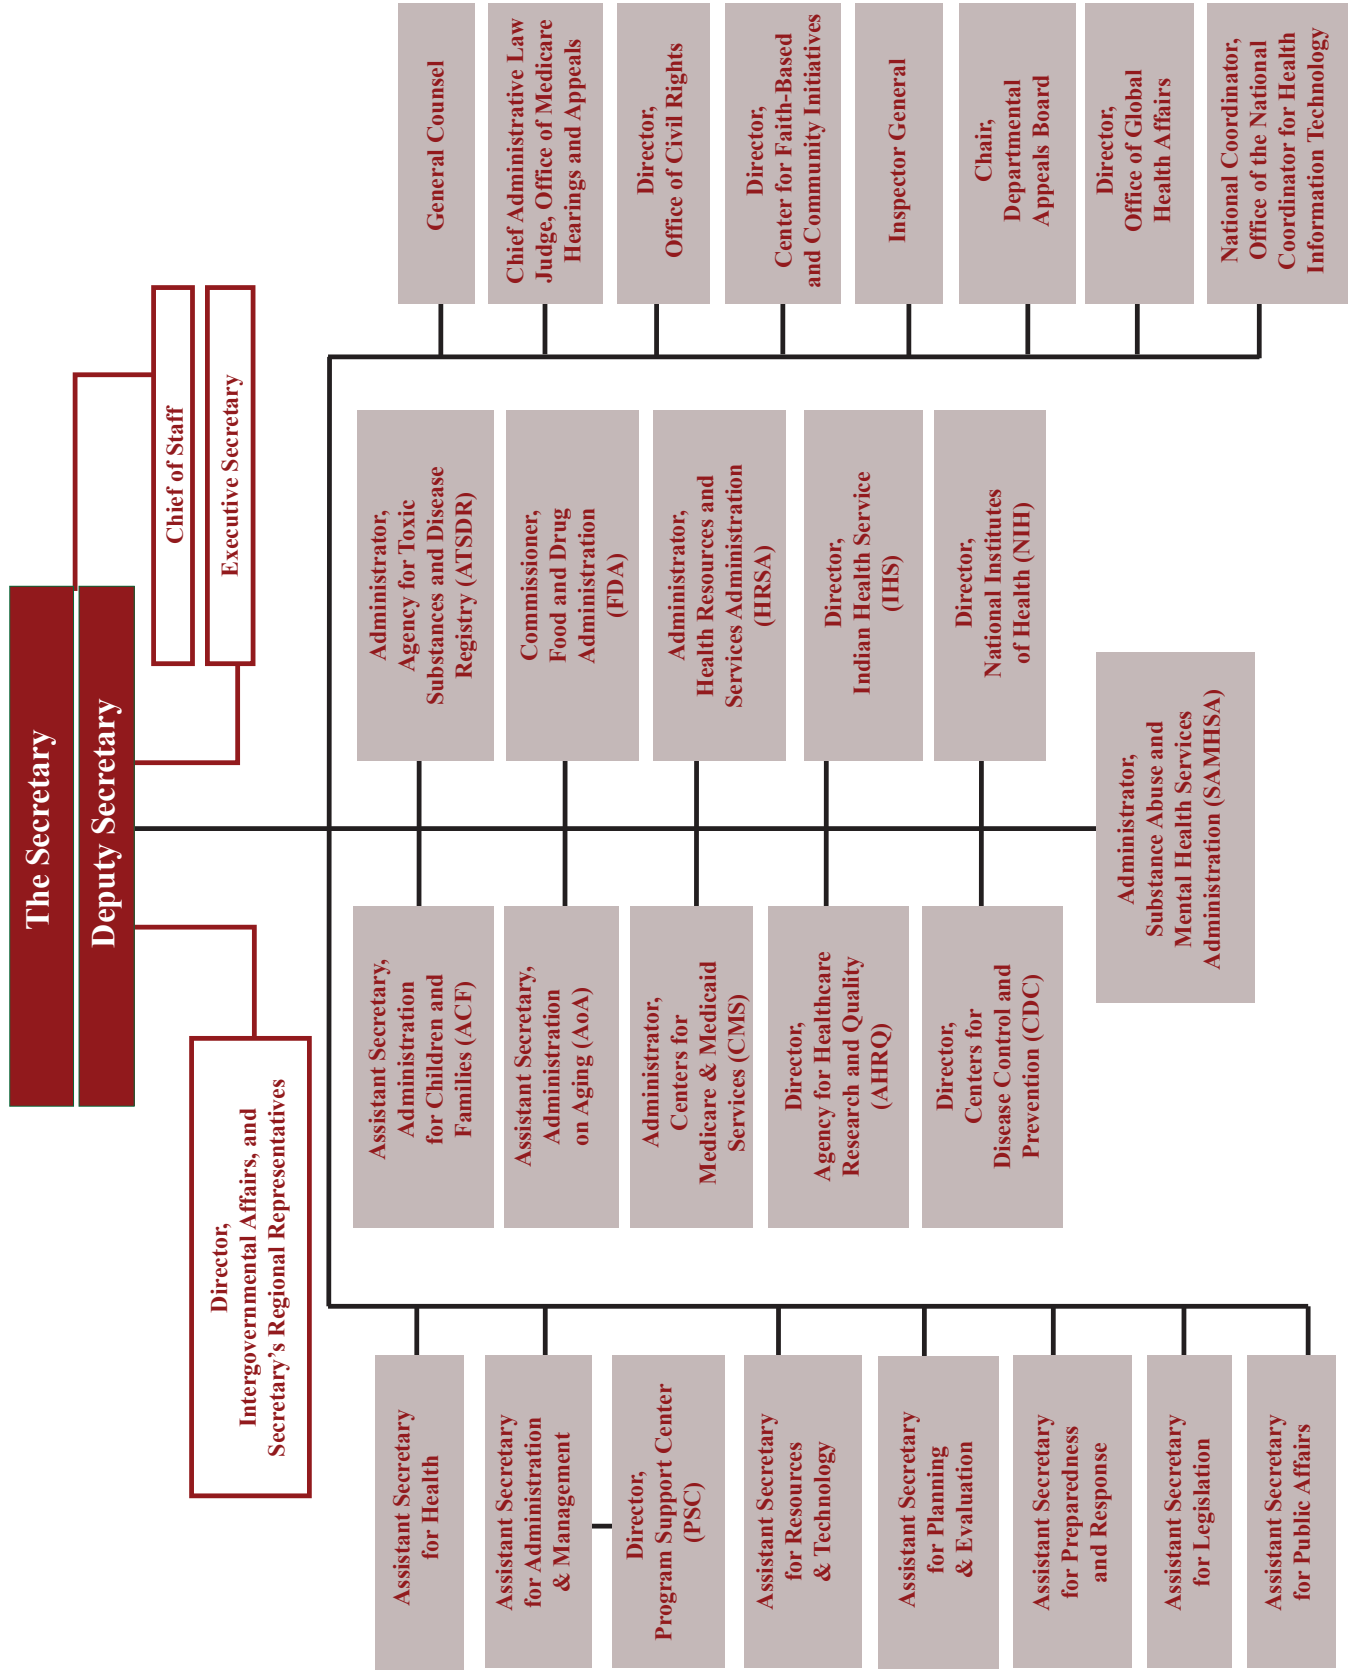 The Secretary
Deputy Secretary
Chief of Staff
Executive Secretary
Director,
Intergovernmental Affairs, and
Secretary’s Regional Representatives
Assistant Secretary
for Health
Assistant Secretary
for Administration
& Management
Director,
Program Support Center
(PSC)
Assistant Secretary
for Resources
& Technology
Assistant Secretary
for Planning
& Evaluation
Assistant Secretary
for Preparedness
and Response
Assistant Secretary
for Legislation
Assistant Secretary
for Public Affairs
Assistant Secretary,
Administration
for Children and
Families (ACF)
Assistant Secretary,
Administration
on Aging (AoA)
Administrator,
Centers for
Medicare & Medicaid
Services (CMS)
Director,
Agency for Healthcare
Research and Quality
(AHRQ)
Director,
Centers for
Disease Control and
Prevention (CDC)
Administrator,
Agency for Toxic
Substances and Disease
Registry (ATSDR)
Commissioner,
Food and Drug
Administration
(FDA)
Administrator,
Health Resources and
Services Administration
(HRSA)
Director,
Indian Health Service
(IHS)
Director,
National Institutes
of Health (NIH)
Administrator,
Substance Abuse and
Mental Health Services
Administration (SAMHSA)
General Counsel
Chief Administrative Law
Judge, Office of Medicare
Hearings and Appeals
Director,
Office of Civil Rights
Director,
Center for Faith-Based
and Community Initiatives
Inspector General
Chair,
Departmental
Appeals Board
Director,
Office of Global
Health Affairs
National Coordinator,
Office of the National
Coordinator for Health
Information Technology